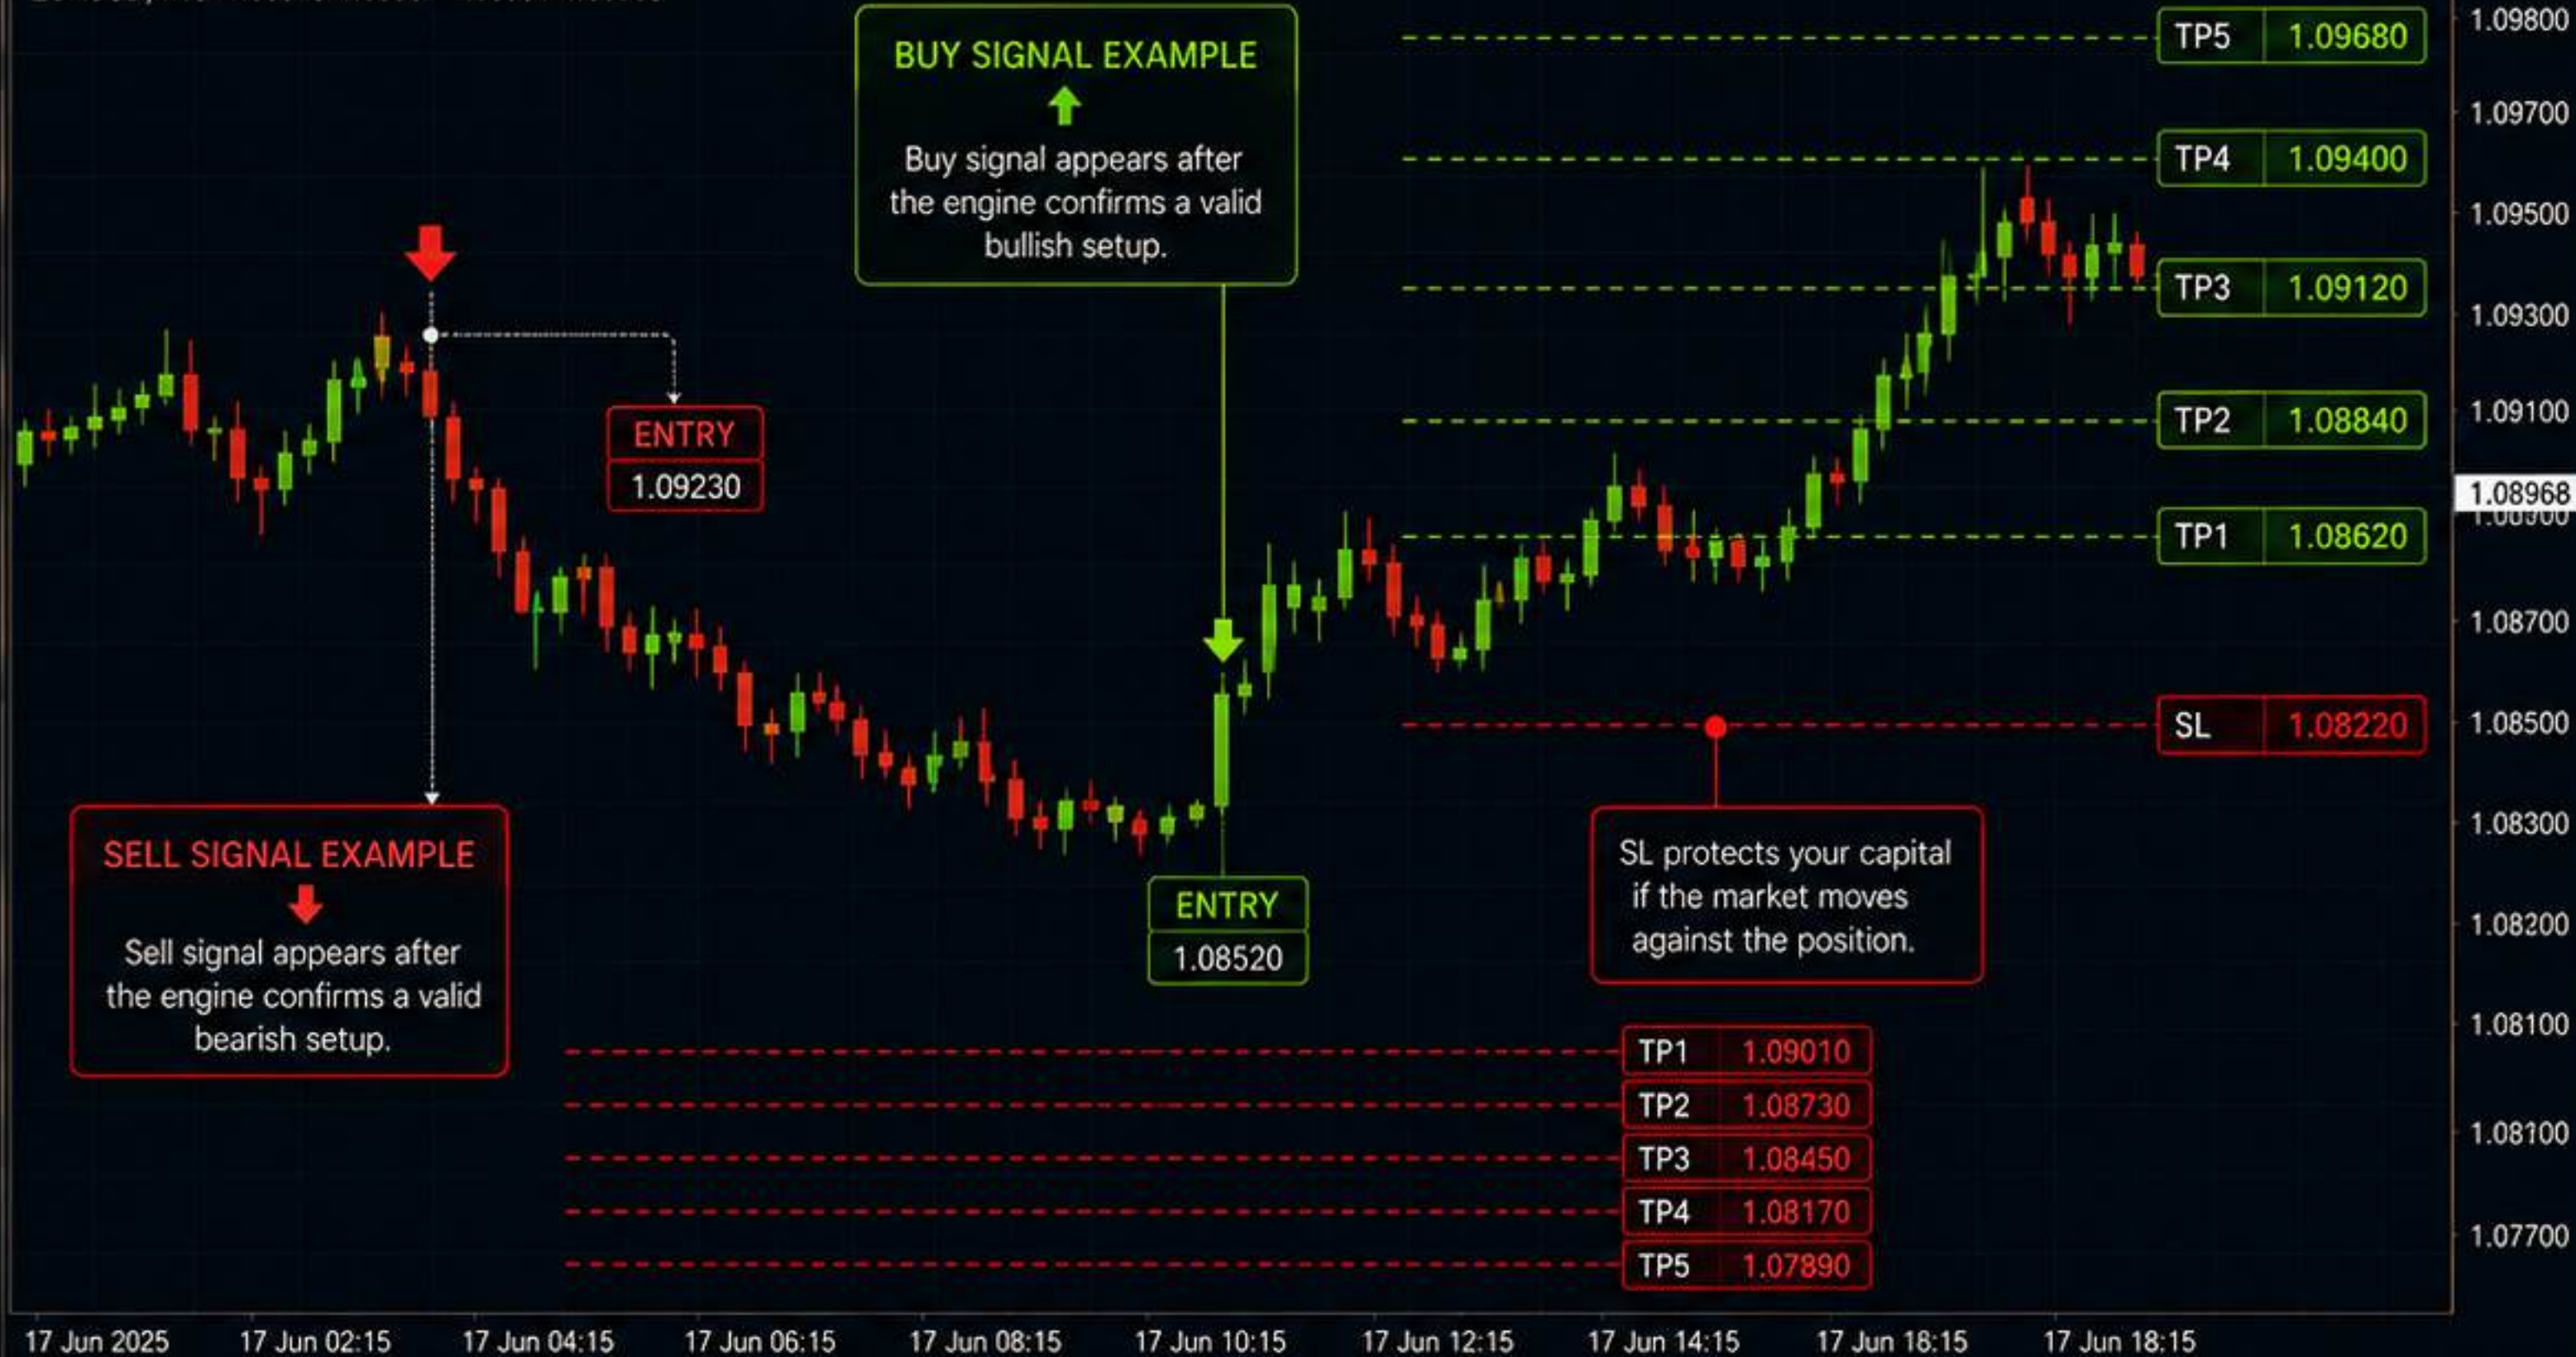 BUY SIGNAL EXAMPLE
Buy signal appears after
the engine confirms a valid
bullish setup.
TP5 1.09680
TP4 1.09400
TP3 1.09120
TP2 1.08840
TP1 1.08620
SL 1.08220
ENTRY
1.09230
SELL SIGNAL EXAMPLE
Sell signal appears after
the engine confirms a valid
bearish setup.
ENTRY
1.08520
SL protects your capital
if the market moves
against the position.
TP1 1.09010
TP2 1.08730
TP3 1.08450
TP4 1.08170
TP5 1.07890
1.09800
1.09700
1.09500
1.09300
1.09100
1.08968
1.08700
1.08500
1.08300
1.08200
1.08100
1.08100
1.07700
17 Jun 2025 17 Jun 02:15 17 Jun 04:15 17 Jun 06:15 17 Jun 08:15 17 Jun 10:15 17 Jun 12:15 17 Jun 14:15 17 Jun 16:15 17 Jun 18:15